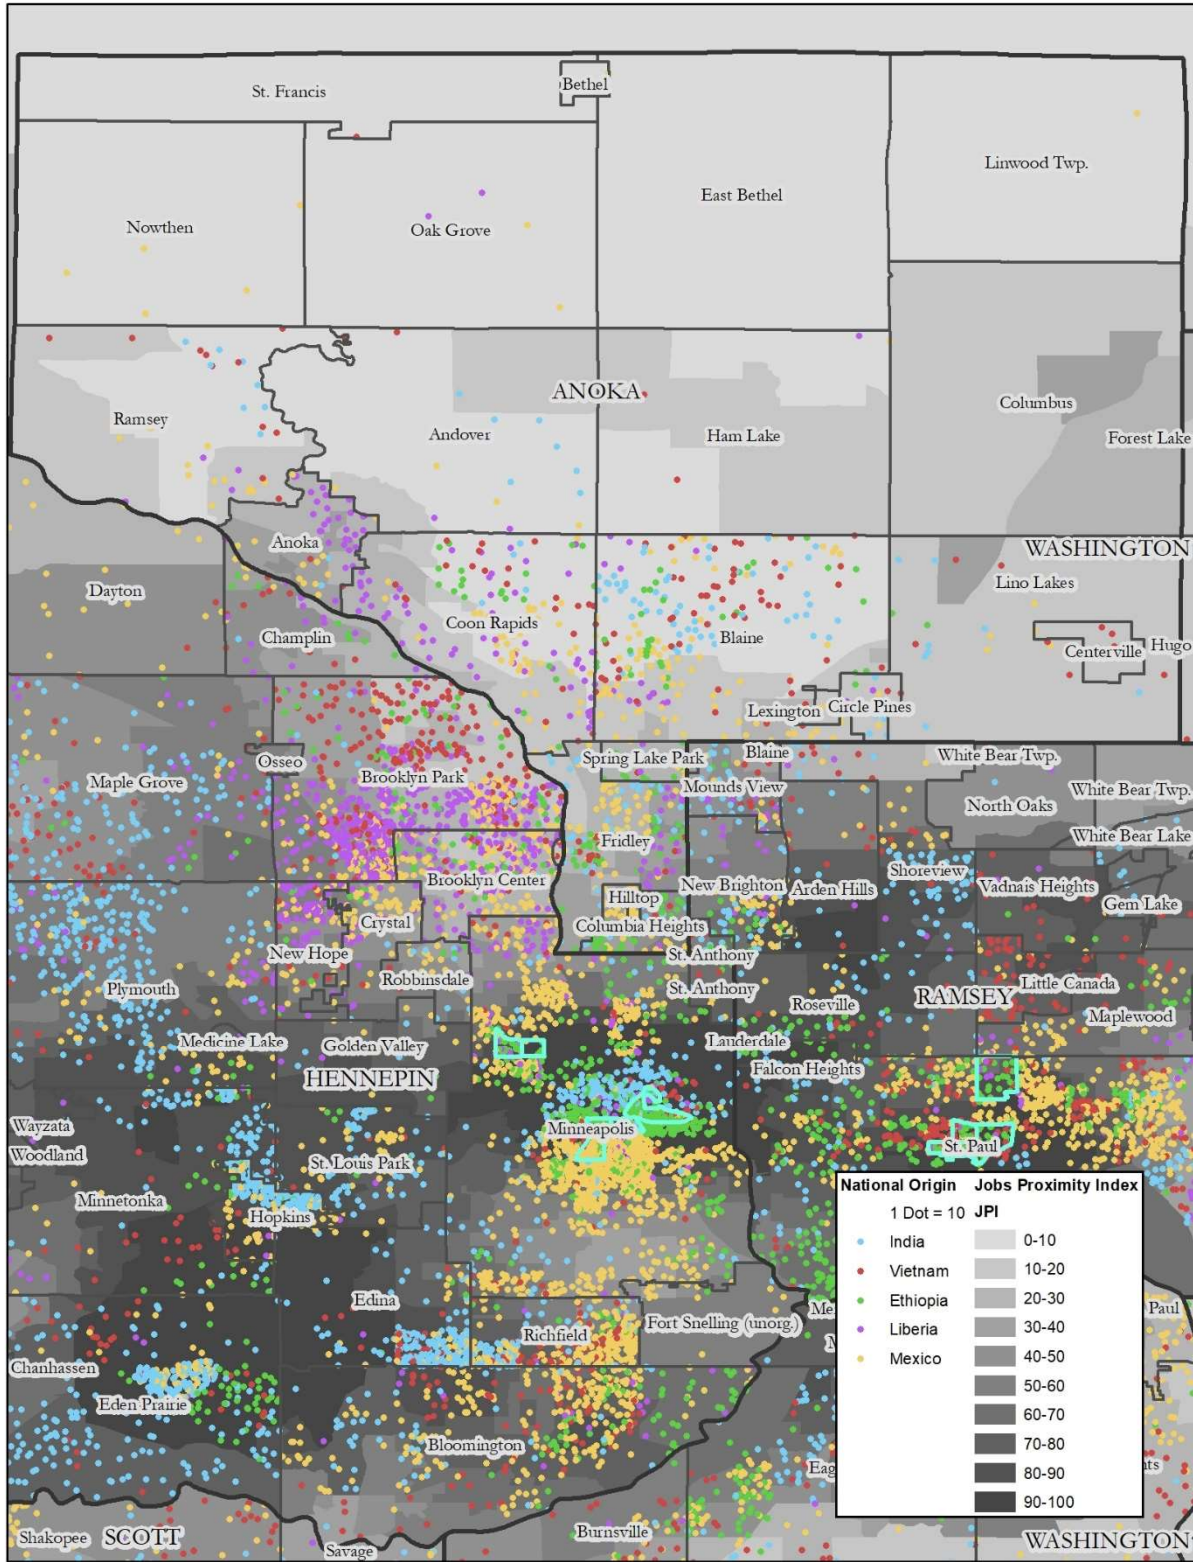 St. Francis
Bethel
Linwood Twp.
East Bethel
Nowthen
Oak Grove
ANOKA
Columbus
Ramsey
Andover
Ham Lake
Forest Lake
Anoka
WASHINGTON
Dayton
Lino Lakes
Champlin
Coon Rapids
Blaine
Centerville
Hugo
Lexington
Circle Pines
Osseo
Spring Lake Park
Blaine
White Bear Twp.
Maple Grove
Brooklyn Park
Mounds View
North Oaks
White Bear Twp.
Fridley
White Bear Lake
Brooklyn Center
New Brighton
Arden Hills
Shoreview
Vadnais Heights
Hilltop
Gem Lake
Crystal
Columbia Heights
New Hope
St. Anthony
Robbinsdale
Plymouth
St. Anthony
Roseville
RAMSEY
Little Canada
Maplewood
Medicine Lake
Golden Valley
Lauderdale
Falcon Heights
HENNEPIN
Wayzata
Minneapolis
Woodland
St. Louis Park
St. Paul
Minnetonka
Hopkins
National Origin
Jobs Proximity Index
1 Dot = 10
JPI
India
0-10
Vietnam
10-20
Ethiopia
20-30
Liberia
30-40
Mexico
40-50
50-60
60-70
70-80
80-90
90-100
Edina
Richfield
Fort Snelling (unorg.)
Paul
Chanhassen
Eden Prairie
Bloomington
Shakopee
SCOTT
Burnsville
Savage
WASHINGTON